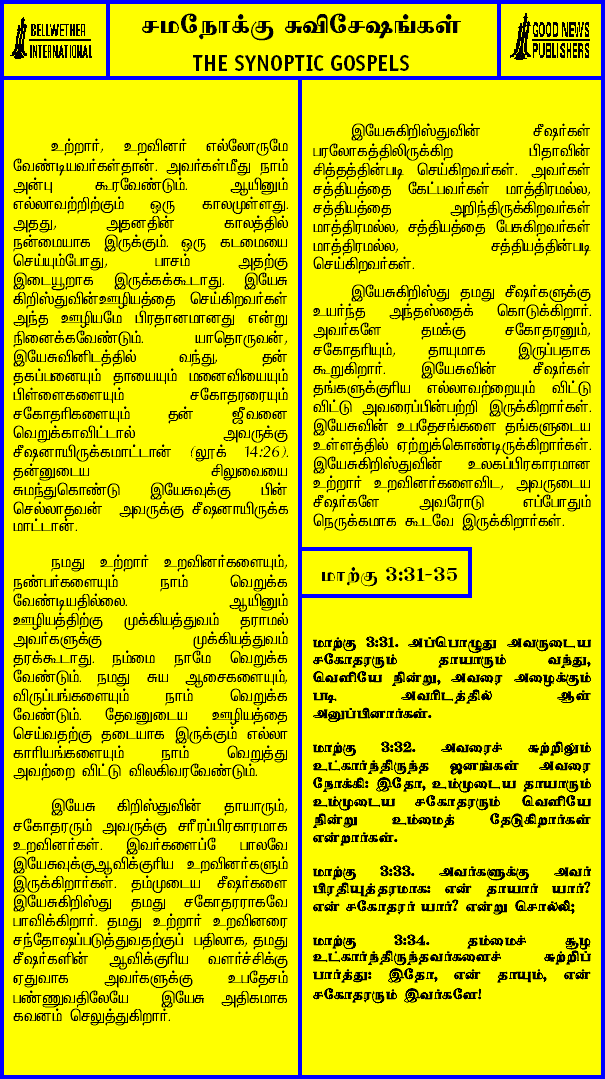 BELLWETHER
INTERNATIONAL
சமநோக்கு சுவிசேஷங்கள்
THE SYNOPTIC GOSPELS
GOOD NEWS
PUBLISHERS
உற்றார், உறவினர் எல்லோருமே
வேண்டியவர்கள்தான். அவர்கள்மீது நாம்
அன்பு கூரவேண்டும். ஆயினும்
எல்லாவற்றிற்கும் ஒரு காலமுள்ளது.
அதது, அதனதின் காலத்தில்
நன்மையாக இருக்கும். ஒரு கடமையை
செய்யும்போது, பாசம் அதற்கு
இடையூறாக இருக்கக்கூடாது. இயேசு
கிறிஸ்துவின்ஊழியத்தை செய்கிறவர்கள்
அந்த ஊழியமே பிரதானமானது என்று
நினைக்கவேண்டும். யாதொருவன்,
இயேசுவினிடத்தில் வந்து, தன்
தகப்பனையும் தாயையும் மனைவியையும்
பிள்ளைகளையும் சகோதரரையும்
சகோதரிகளையும் தன் ஜீவனை
வெறுக்காவிட்டால் அவருக்கு
சீஷனாயிருக்கமாட்டான் (லூக் 14:26).
தன்னுடைய சிலுவையை
சுமந்துகொண்டு இயேசுவுக்கு பின்
செல்லாதவன் அவருக்கு சீஷனாயிருக்க
மாட்டான்.
நமது உற்றார் உறவினர்களையும்,
நண்பர்களையும் நாம் வெறுக்க
வேண்டியதில்லை. ஆயினும்
ஊழியத்திற்கு முக்கியத்துவம் தராமல்
அவர்களுக்கு முக்கியத்துவம்
தரக்கூடாது. நம்மை நாமே வெறுக்க
வேண்டும். நமது சுய ஆசைகளையும்,
விருப்பங்களையும் நாம் வெறுக்க
வேண்டும். தேவனுடைய ஊழியத்தை
செய்வதற்கு தடையாக இருக்கும் எல்லா
காரியங்களையும் நாம் வெறுத்து
அவற்றை விட்டு விலகிவரவேண்டும்.
இயேசு கிறிஸ்துவின் தாயாரும்,
சகோதரரும் அவருக்கு சரீரப்பிரகாரமாக
உறவினர்கள். இவர்களைப்பே பாலவே
இயேசுவுக்குஆவிக்குரிய உறவினர்களும்
இருக்கிறார்கள். தம்முடைய சீஷர்களை
இயேசுகிறிஸ்து தமது சகோதரராகவே
பாவிக்கிறார். தமது உற்றார் உறவினரை
சந்தோஷப்படுத்துவதற்குப் பதிலாக, தமது
சீஷர்களின் ஆவிக்குரிய வளர்ச்சிக்கு
ஏதுவாக அவர்களுக்கு உபதேசம்
பண்ணுவதிலேயே இயேசு அதிகமாக
கவனம் செலுத்துகிறார்.
இயேசுகிறிஸ்துவின் சீஷர்கள்
பரலோகத்திலிருக்கிற பிதாவின்
சித்தத்தின்படி செய்கிறவர்கள். அவர்கள்
சத்தியத்தை கேட்பவர்கள் மாத்திரமல்ல,
சத்தியத்தை அறிந்திருக்கிறவர்கள்
மாத்திரமல்ல, சத்தியத்தை பேசுகிறவர்கள்
மாத்திரமல்ல, சத்தியத்தின்படி
செய்கிறவர்கள்.
இயேசுகிறிஸ்து தமது சீஷர்களுக்கு
உயர்ந்த அந்தஸ்தைக் கொடுக்கிறார்.
அவர்களே தமக்கு சகோதரனும்,
சகோதரியும், தாயுமாக இருப்பதாக
கூறுகிறார். இயேசுவின் சீஷர்கள்
தங்களுக்குரிய எல்லாவற்றையும் விட்டு
விட்டு அவரைப்பின்பற்றி இருக்கிறார்கள்.
இயேசுவின் உபதேசங்களை தங்களுடைய
உள்ளத்தில் ஏற்றுக்கொண்டிருக்கிறார்கள்.
இயேசுகிறிஸ்துவின் உலகப்பிரகாரமான
உற்றார் உறவினர்களைவிட, அவருடைய
சீஷர்களே அவரோடு எப்போதும்
நெருக்கமாக கூடவே இருக்கிறார்கள்.
மாற்கு 3:31-35
மாற்கு 3:31. அப்பொழுது அவருடைய
சகோதரரும் தாயாரும் வந்து,
வெளியே நின்று, அவரை அழைக்கும்
படி அவரிடத்தில் ஆள்
அனுப்பினார்கள்.
மாற்கு 3:32. அவரைச் சுற்றிலும்
உட்கார்ந்திருந்த ஜனங்கள் அவரை
நோக்கி: இதோ, உம்முடைய தாயாரும்
உம்முடைய சகோதரரும் வெளியே
நின்று உம்மைத் தேடுகிறார்கள்
என்றார்கள்.
மாற்கு 3:33. அவர்களுக்கு அவர்
பிரதியுத்தரமாக: என் தாயார் யார்?
என் சகோதரர் யார்? என்று சொல்லி;
மாற்கு 3:34. தம்மைச் சூழ
உட்கார்ந்திருந்தவர்களைச் சுற்றிப்
பார்த்து: இதோ, என் தாயும், என்
சகோதரரும் இவர்களே!